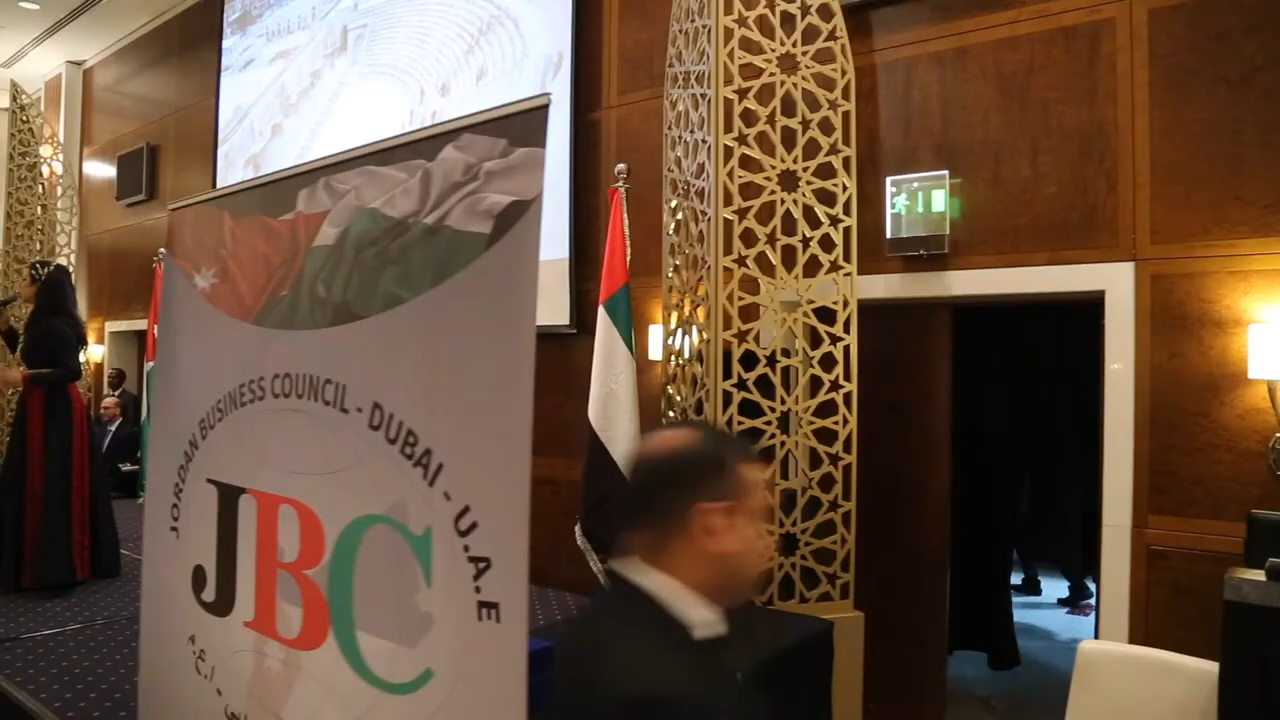 JORDAN BUSINESS COUNCIL - DUBAI - U.A.E
JBC
ا.ع.م